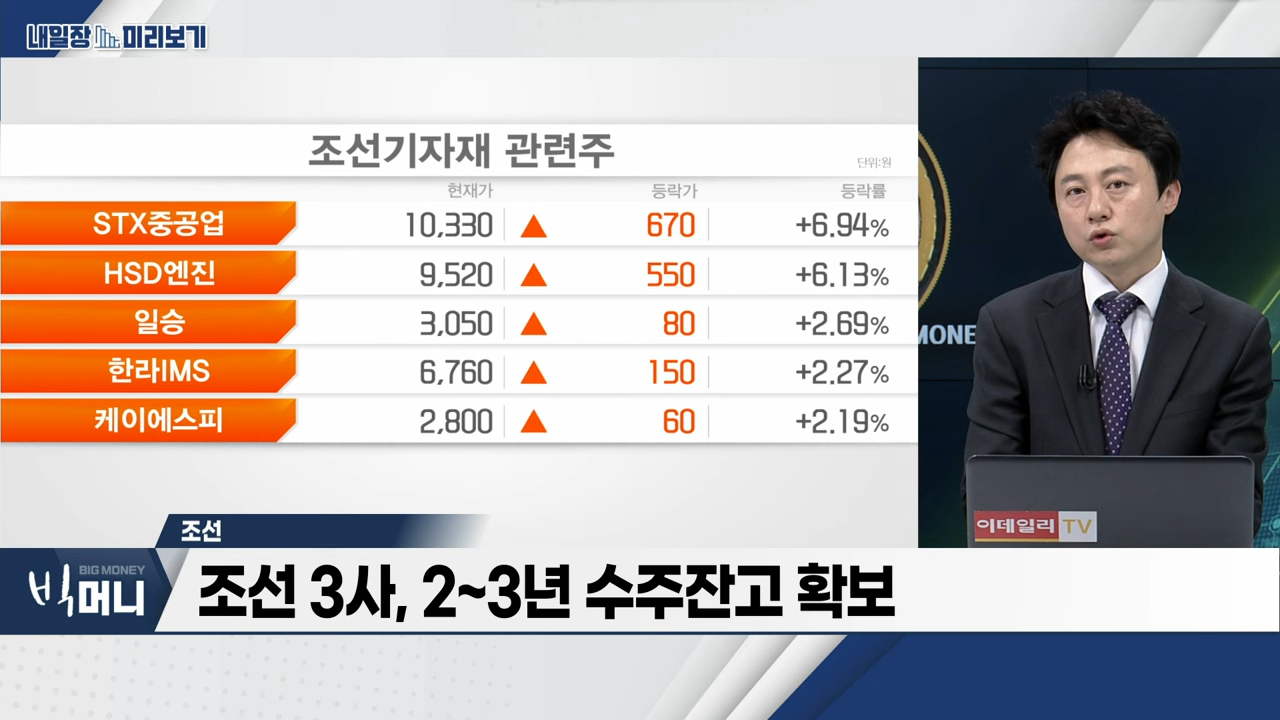 내일장 미리보기
조선기자재 관련주
단위:원
현재가 등락가 등락률
STX중공업 10,330 ▲ 670 +6.94%
HSD엔진 9,520 ▲ 550 +6.13%
일승 3,050 ▲ 80 +2.69%
한라IMS 6,760 ▲ 150 +2.27%
케이에스피 2,800 ▲ 60 +2.19%
MONE
이데일리 TV
조선
BIG MONEY
빅머니
조선 3사, 2~3년 수주잔고 확보